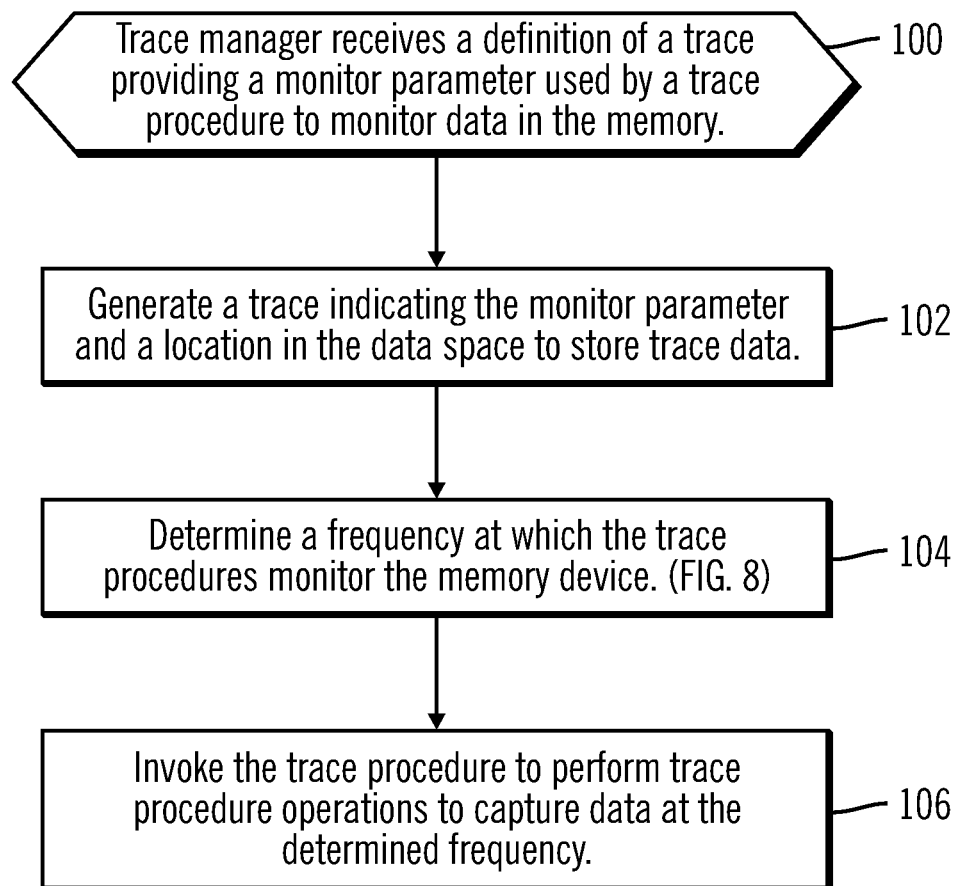 Trace manager receives a definition of a trace
providing a monitor parameter used by a trace
procedure to monitor data in the memory.
100
Generate a trace indicating the monitor parameter
and a location in the data space to store trace data.
102
Determine a frequency at which the trace
procedures monitor the memory device. (FIG. 8)
104
Invoke the trace procedure to perform trace
procedure operations to capture data at the
determined frequency.
106